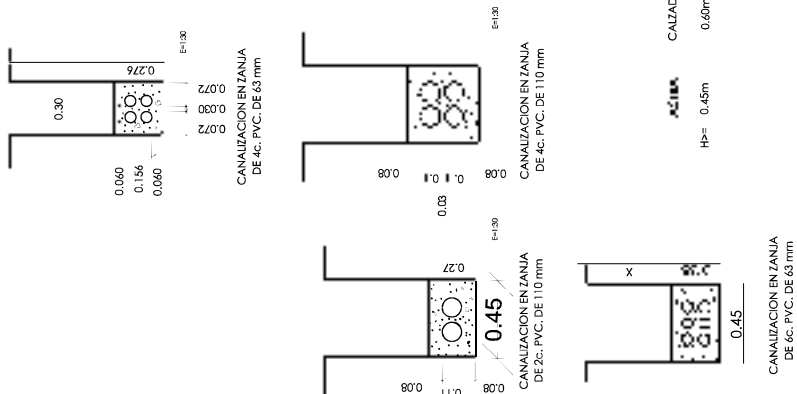 E=1:30
0.276
0.30
0.072
0.030
0.072
0.060
0.156
0.060
CANALIZACION EN ZANJA
DE 4c. PVC. DE 63 mm
E=1:30
0.08
0.08
0.03
CANALIZACION EN ZANJA
DE 4c. PVC. DE 110 mm
CALZAD
0.60m
H>= 0.45m
E=1:30
0.27
0.45
0.08
0.11
0.08
CANALIZACION EN ZANJA
DE 2c. PVC. DE 110 mm
X
0.45
CANALIZACION EN ZANJA
DE 6c. PVC. DE 63 mm